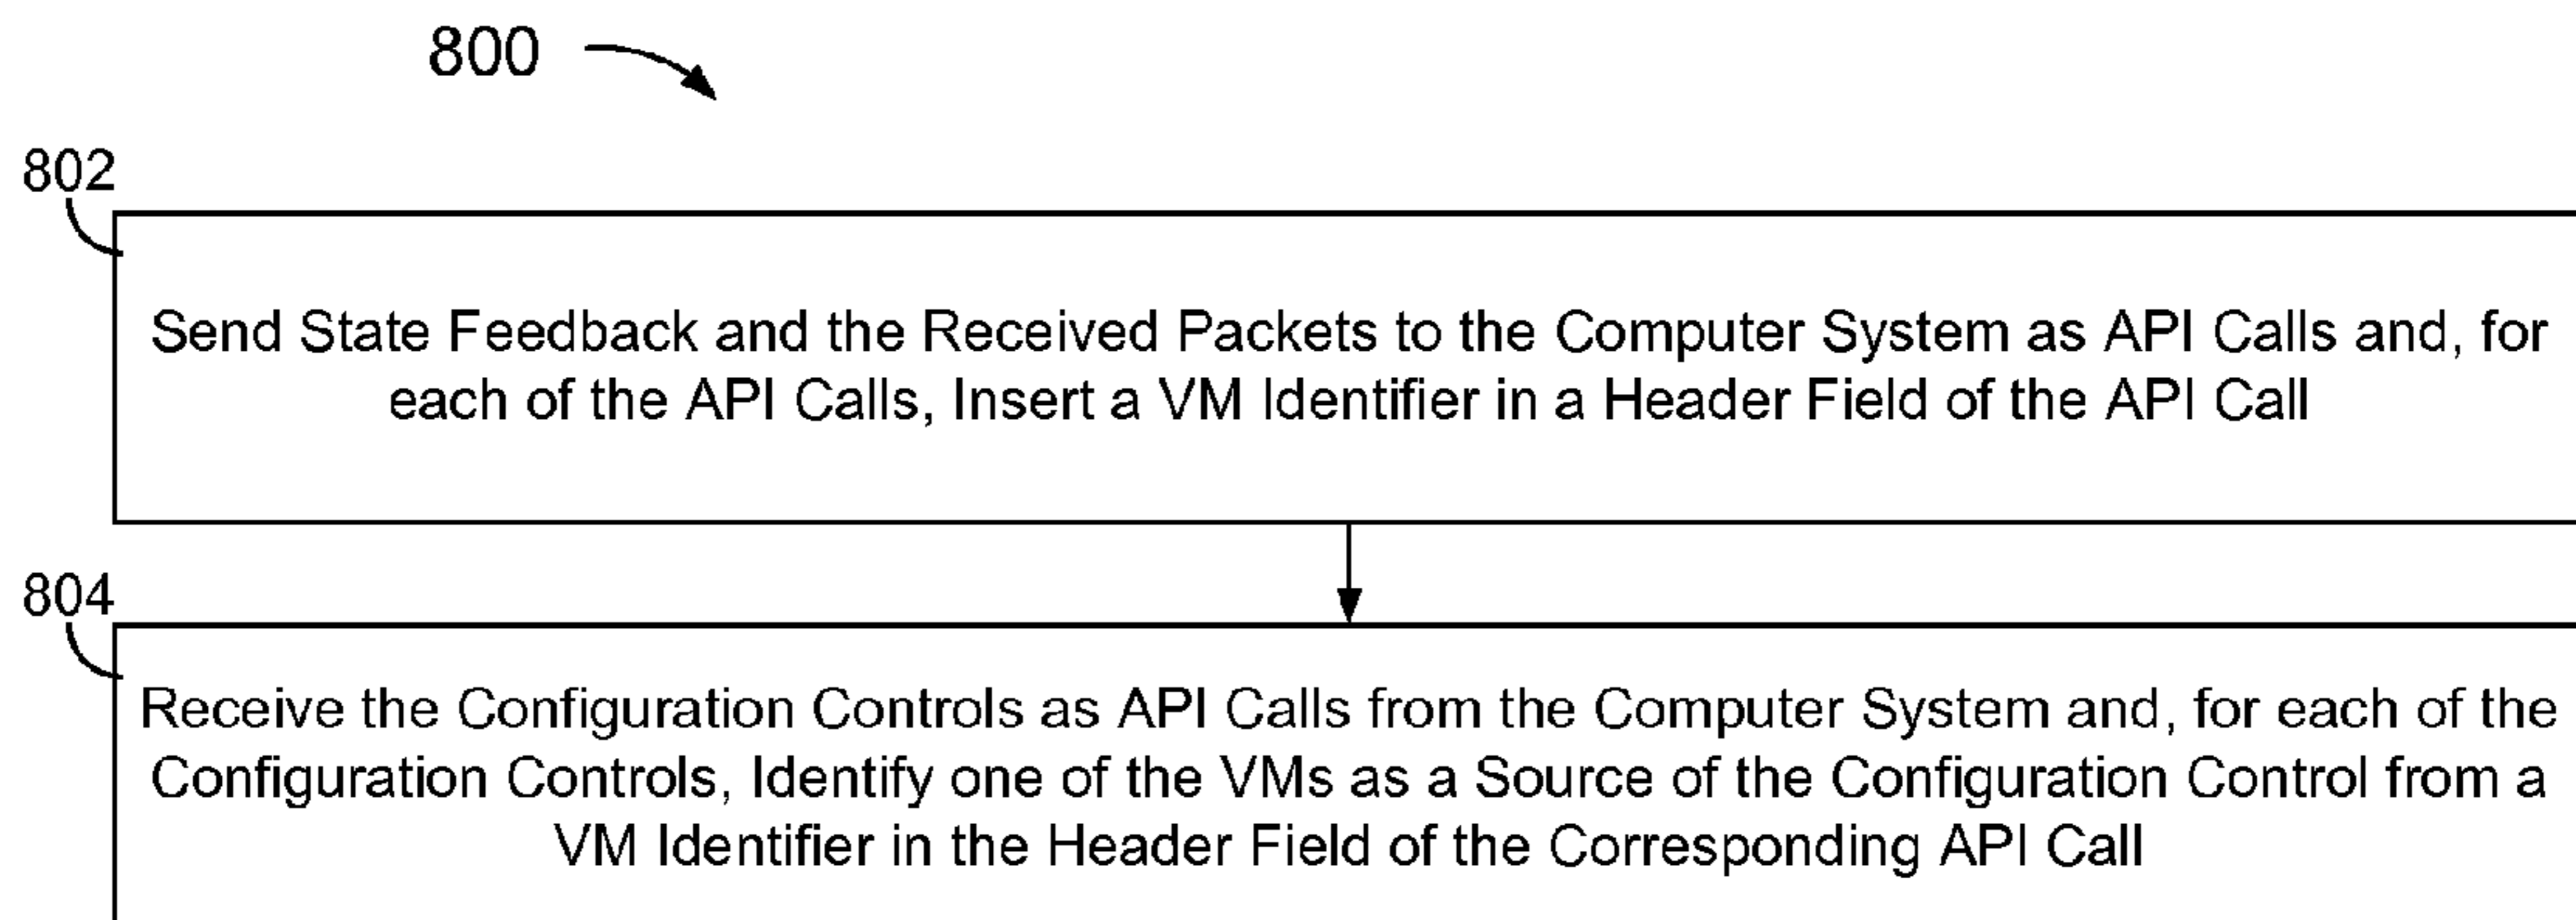 800
802
Send State Feedback and the Received Packets to the Computer System as API Calls and, for
each of the API Calls, Insert a VM Identifier in a Header Field of the API Call
804
Receive the Configuration Controls as API Calls from the Computer System and, for each of the
Configuration Controls, Identify one of the VMs as a Source of the Configuration Control from a
VM Identifier in the Header Field of the Corresponding API Call